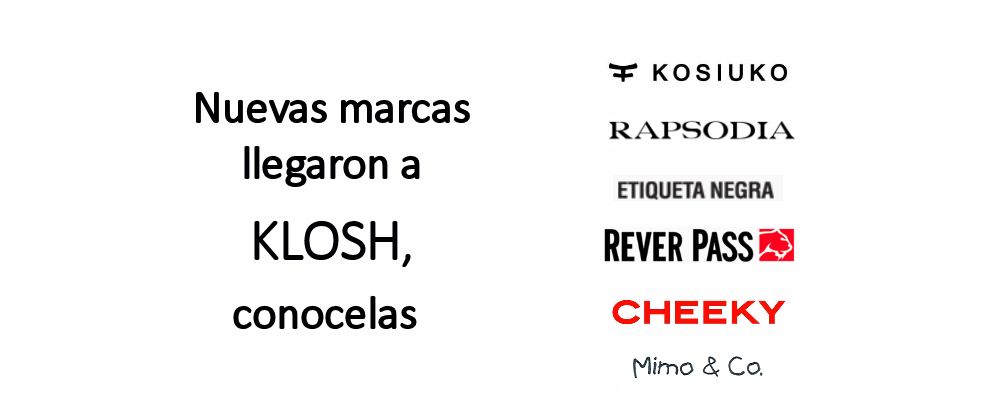 Nuevas marcas
llegaron a
KLOSH,
conocelas
KOSIUKO
RAPSODIA
ETIQUETA NEGRA
REVER PASS
CHEEKY
Mimo & Co.